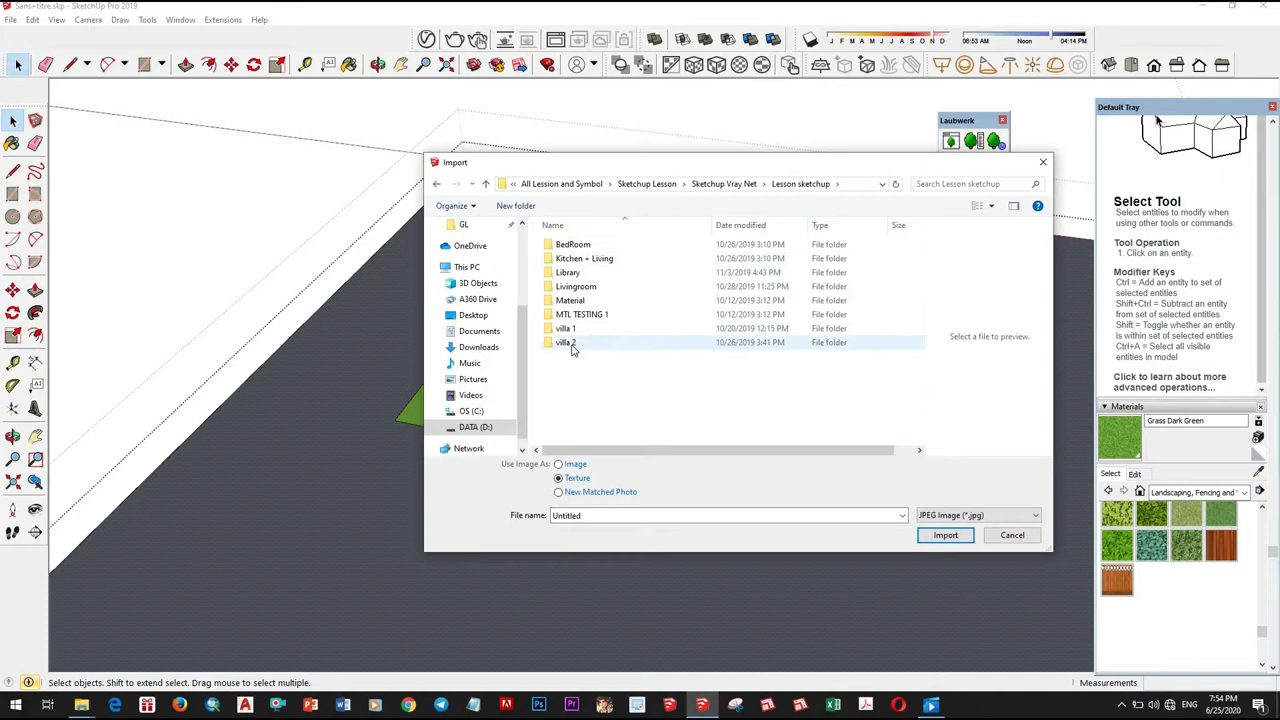 Sans+titre.skp - SketchUp Pro 2019
File Edit View Camera Draw Tools Window Extensions Help
J F M A M J J A S O N D
06:53 AM Noon 04:14 PM
Default Tray
Laubwerk
Import
« All Lession and Symbol › Sketchup Lesson › Sketchup Vray Net › Lesson sketchup ›
Search Lesson sketchup
Organize New folder
Name Date modified Type Size
GL
OneDrive
This PC
3D Objects
A360 Drive
Desktop
Documents
Downloads
Music
Pictures
Videos
OS (C:)
DATA (D:)
Network
BedRoom 10/26/2019 3:10 PM File folder
Kitchen + Living 10/26/2019 3:10 PM File folder
Library 11/3/2019 4:43 PM File folder
Livingroom 10/28/2019 11:25 PM File folder
Material 10/12/2019 3:12 PM File folder
MTL TESTING 1 10/12/2019 3:12 PM File folder
villa 1 10/20/2019 12:15 PM File folder
villa 2 10/26/2019 3:41 PM File folder
Select a file to preview.
Use Image As: Image
Texture
New Matched Photo
File name: Untitled
JPEG Image (*.jpg)
Import Cancel
Select Tool
Select entities to modify when using other tools or commands.
Tool Operation
1. Click on an entity.
Modifier Keys
Ctrl = Add an entity to set of selected entities
Shift+Ctrl = Subtract an entity from set of selected entities
Shift = Toggle whether an entity is within set of selected entities
Ctrl+A = Select all visible entities in model
Click to learn about more advanced operations...
Materials
Grass Dark Green
Select Edit
Landscaping, Fencing and
Select objects. Shift to extend select. Drag mouse to select multiple.
Measurements
ENG
7:54 PM
6/25/2020